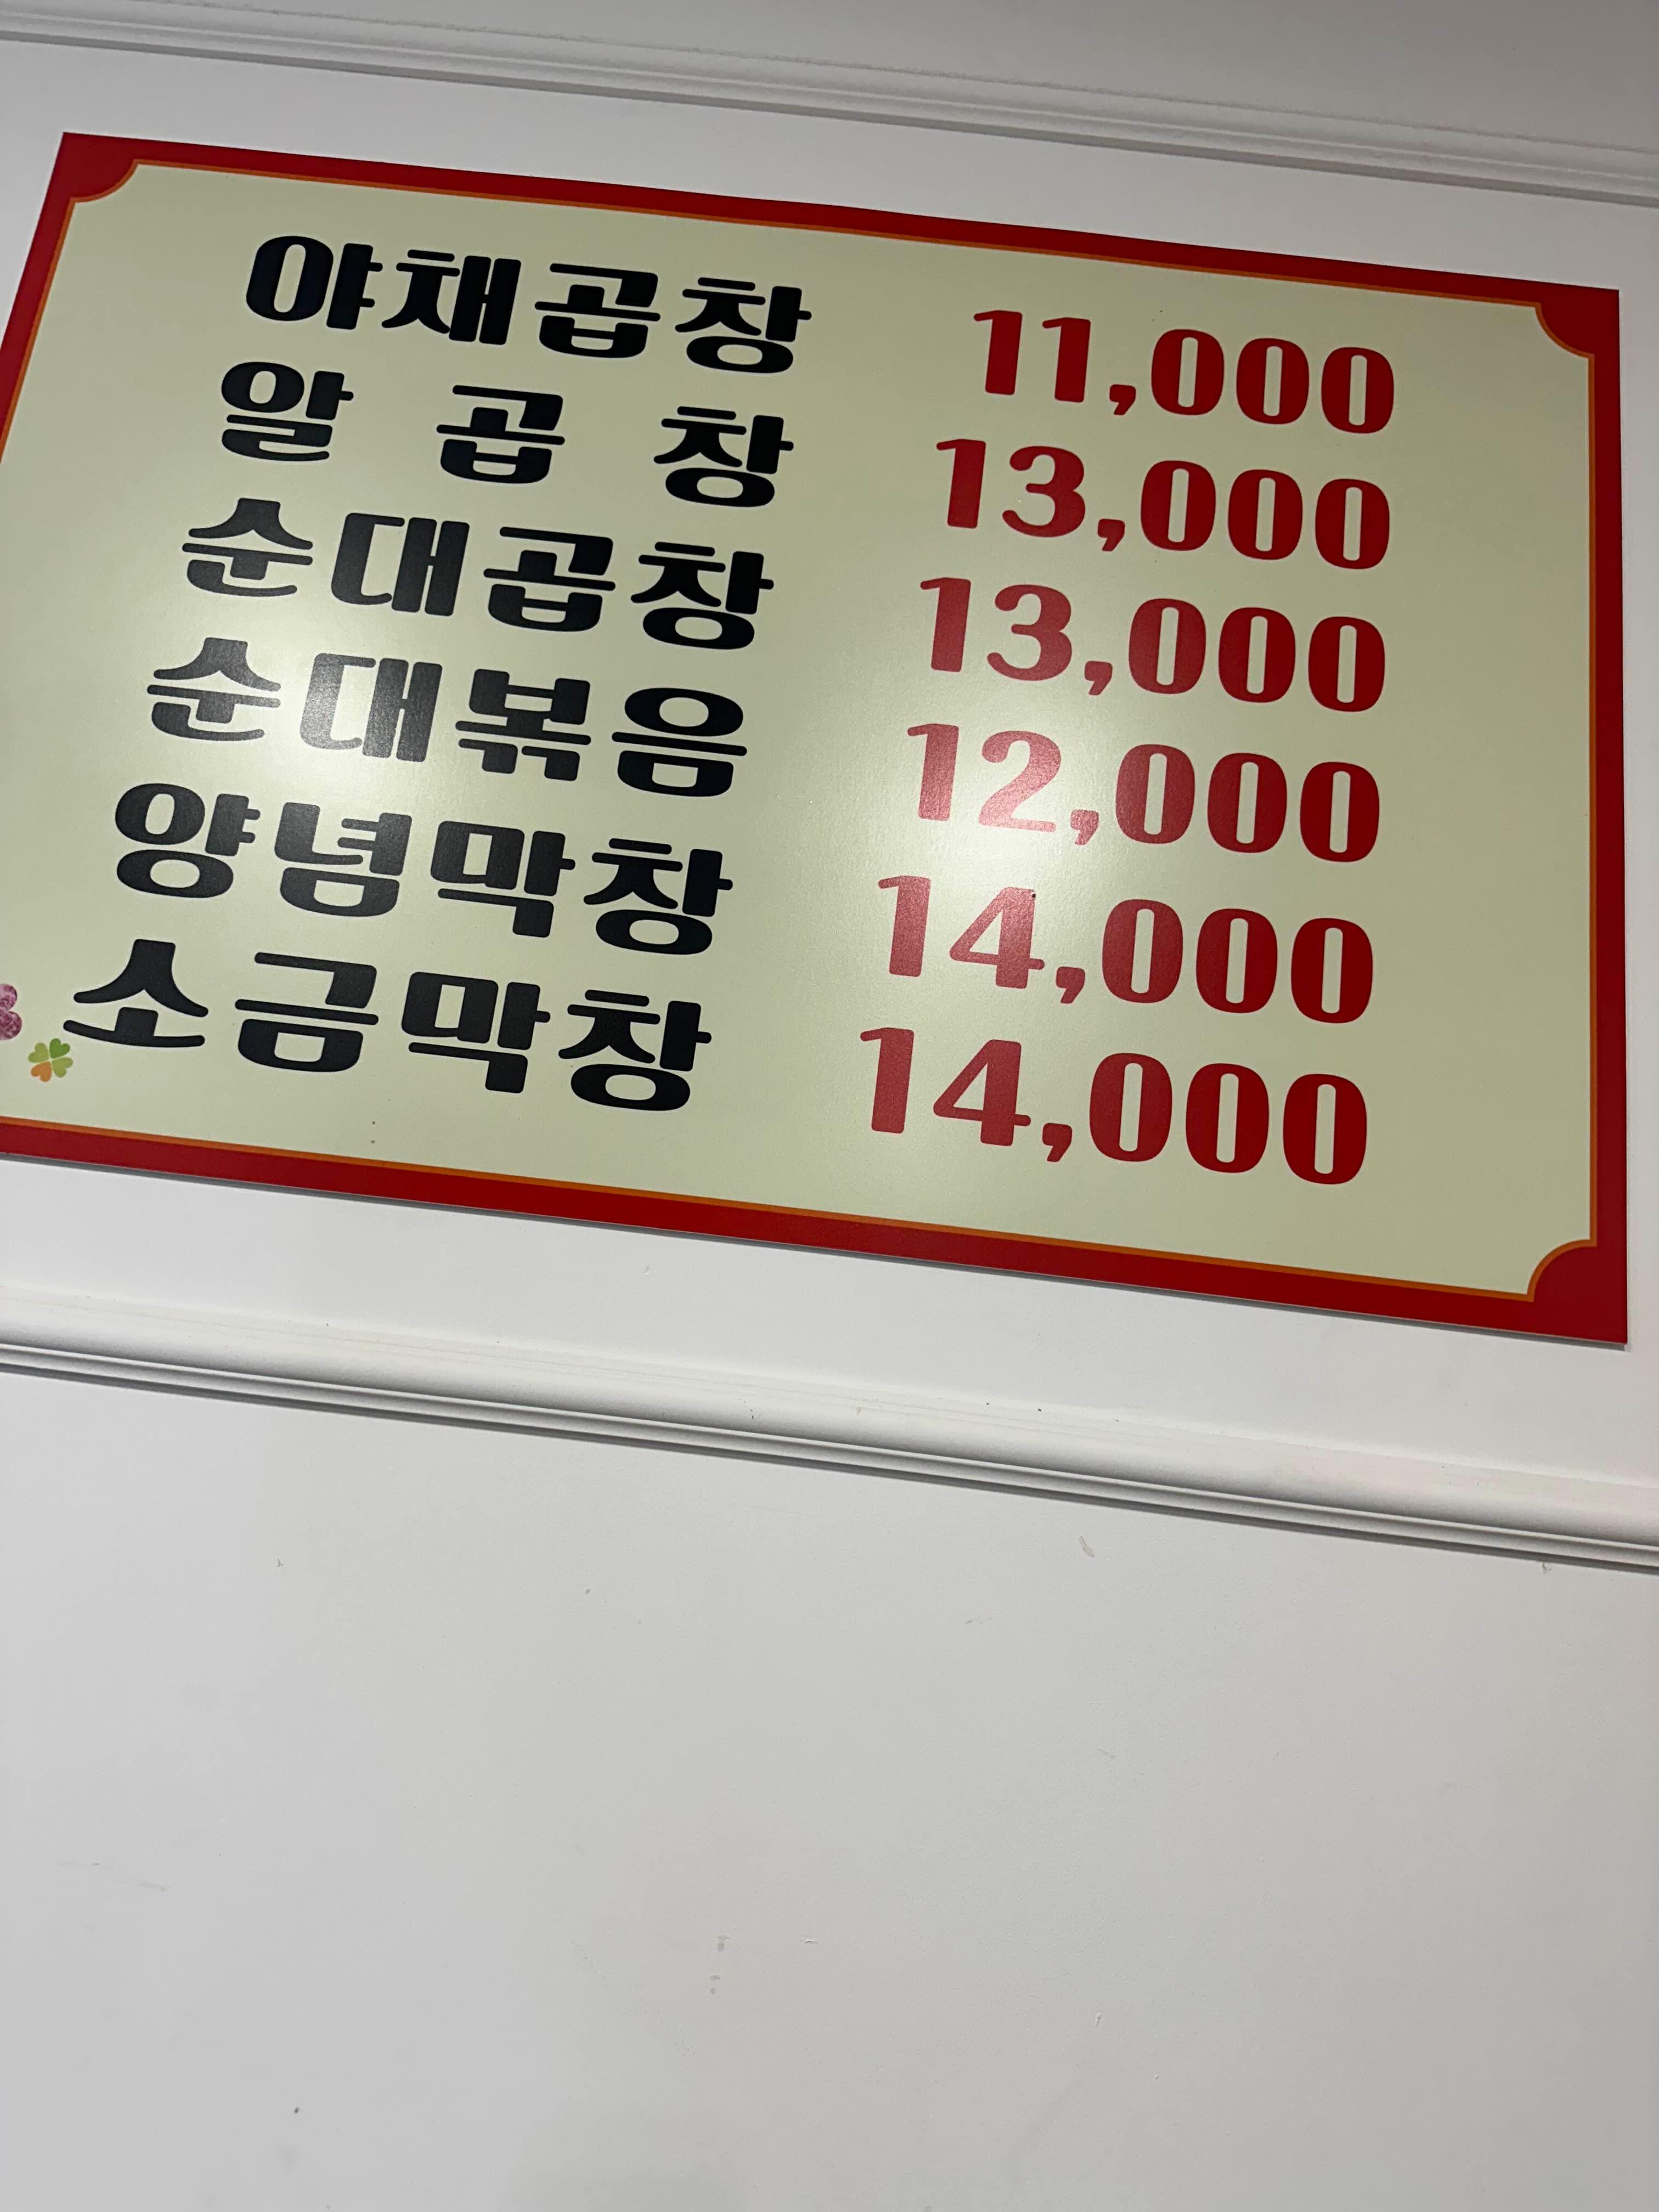 야채곱창 11,000
알 곱 창 13,000
순대곱창 13,000
순대볶음 12,000
양념막창 14,000
소금막창 14,000